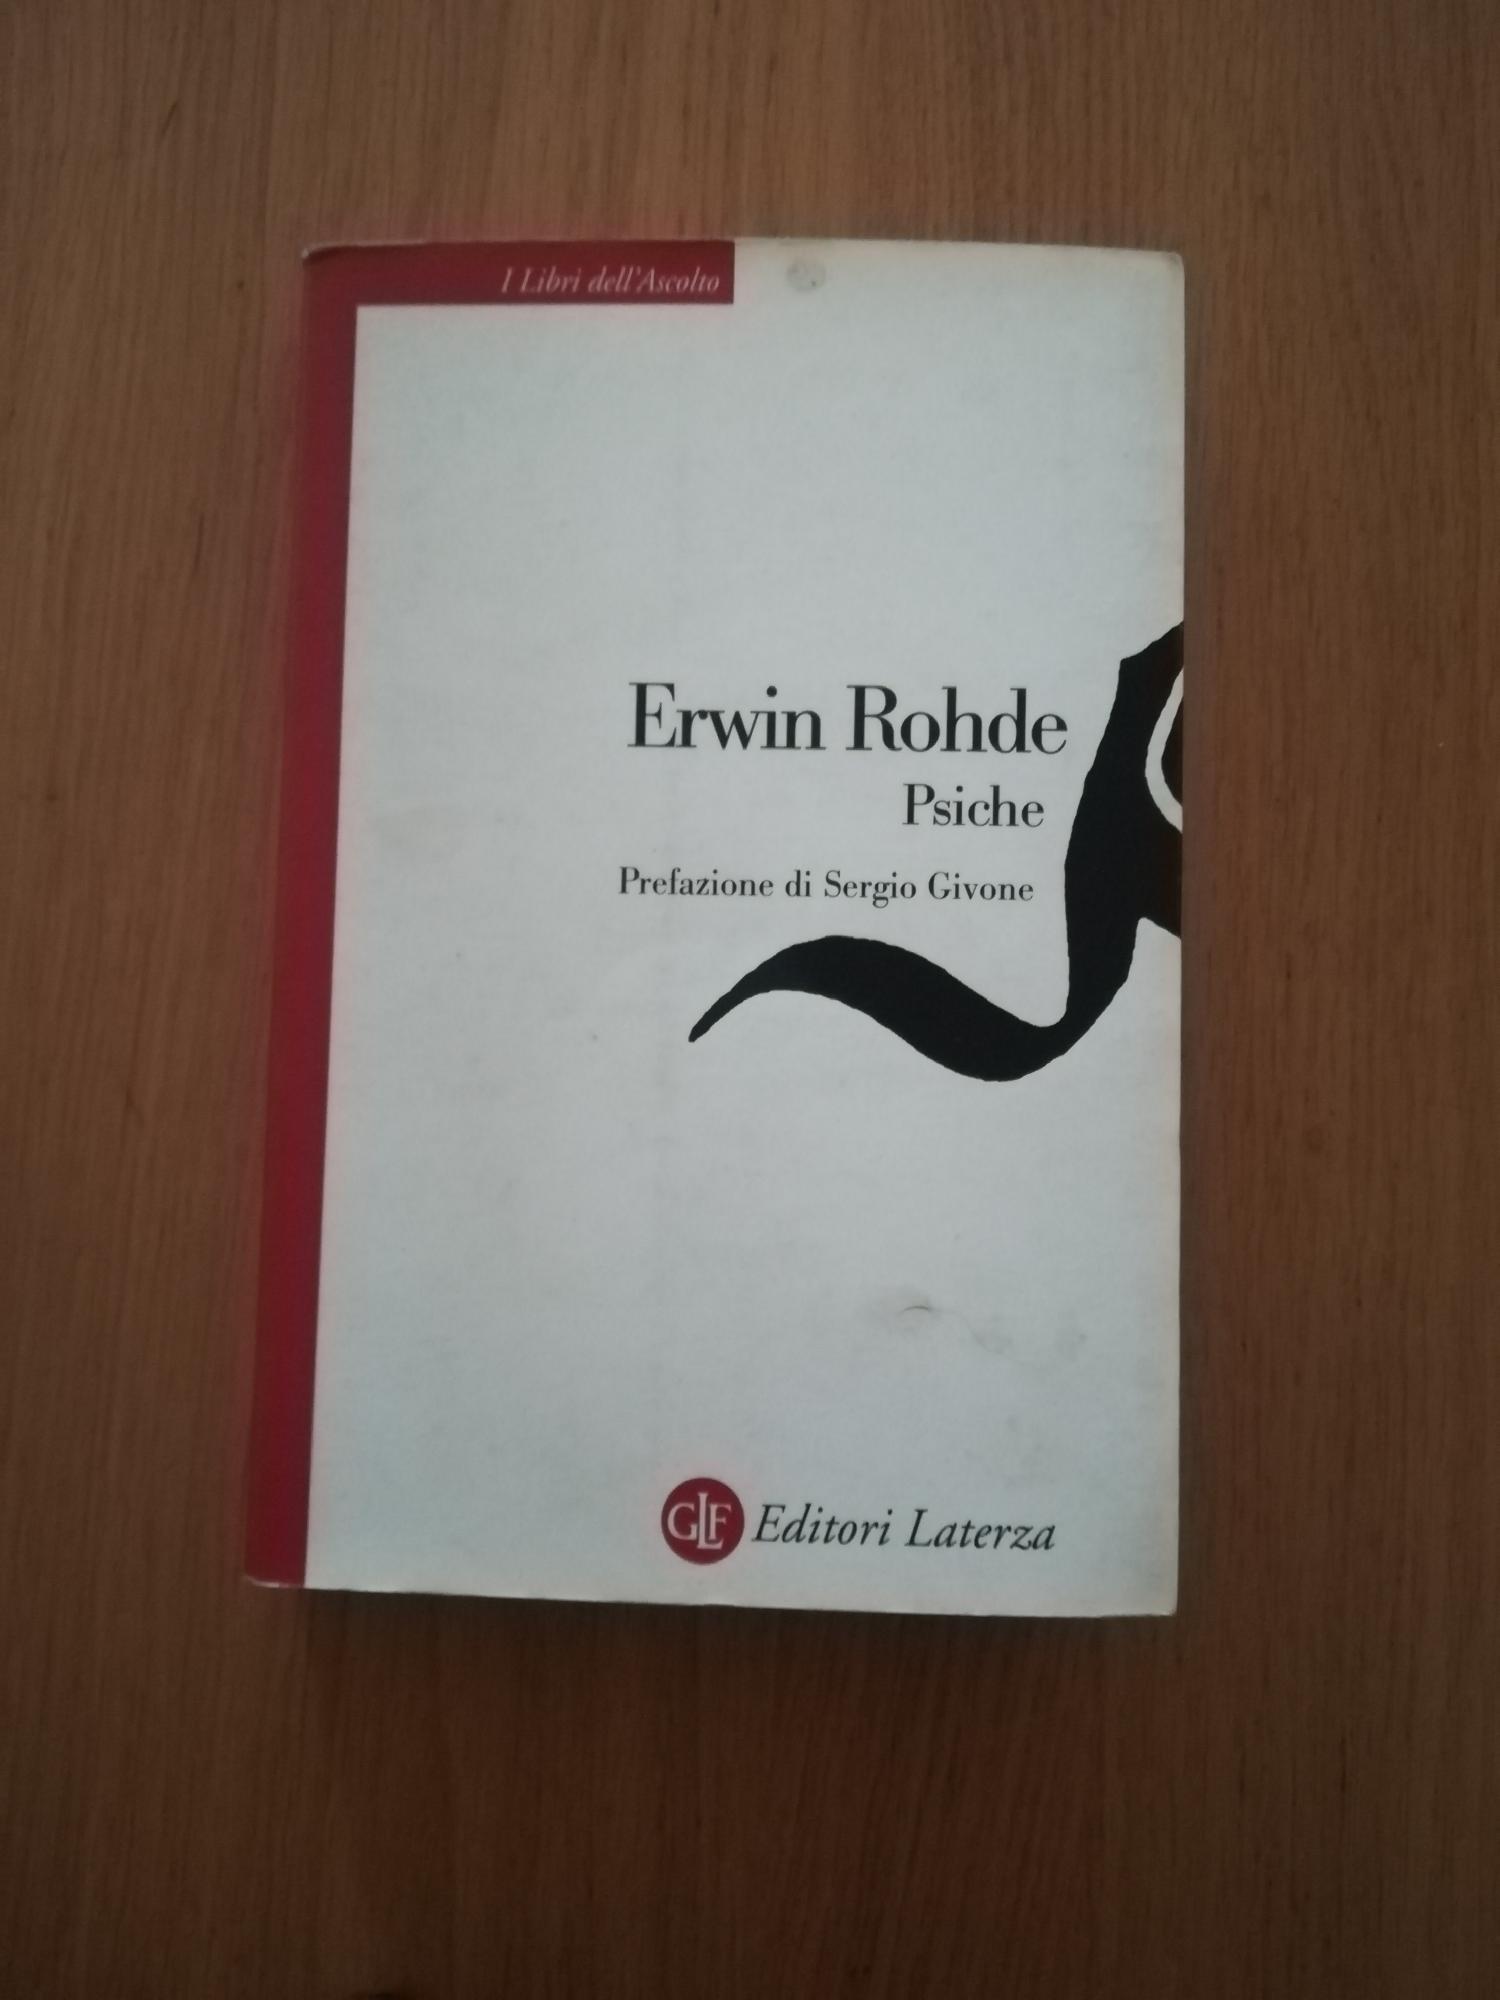 I Libri dell'Ascolto
Erwin Rohde
Psiche
Prefazione di Sergio Givone
GLF Editori Laterza